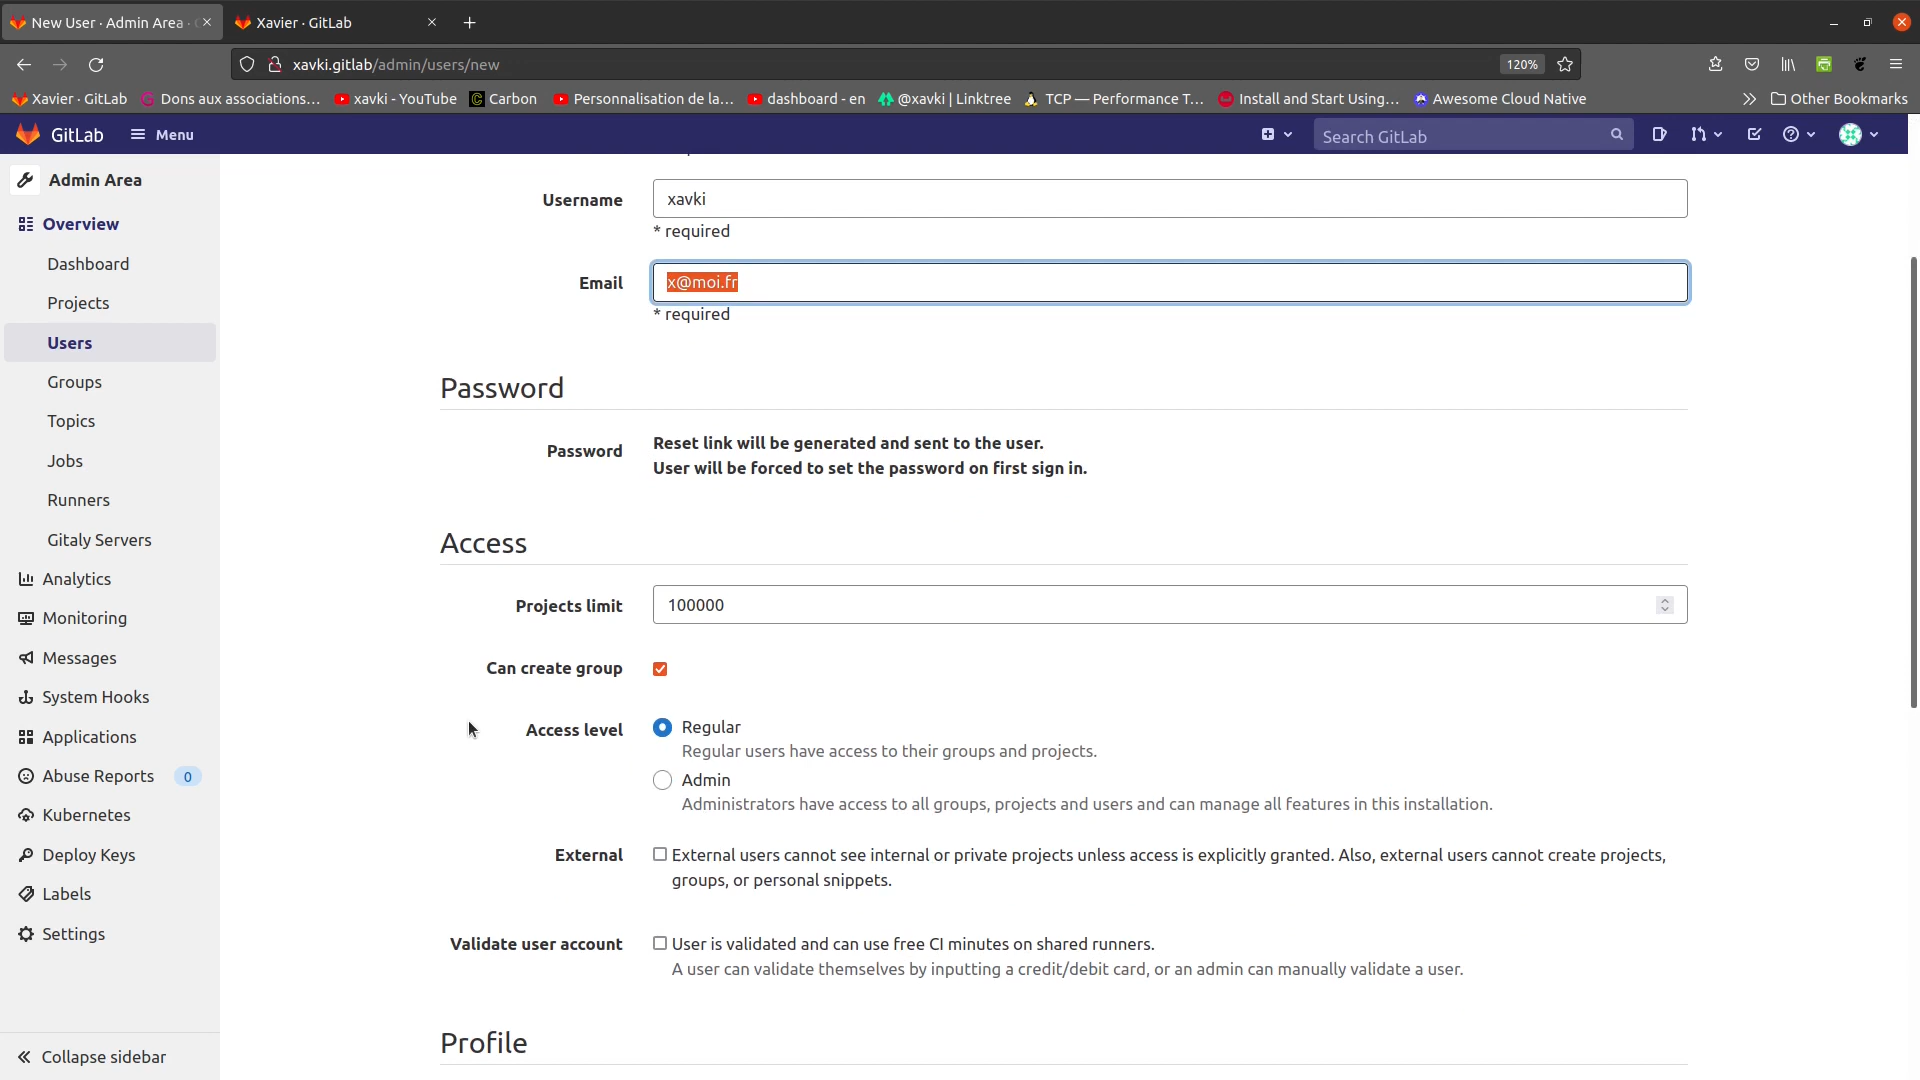 New User · Admin Area ·
Xavier · GitLab
xavki.gitlab/admin/users/new
120%
Xavier · GitLab
Dons aux associations…
xavki - YouTube
Carbon
Personnalisation de la…
dashboard - en
@xavki | Linktree
TCP — Performance T…
Install and Start Using…
Awesome Cloud Native
Other Bookmarks
GitLab
Menu
Search GitLab
Admin Area
Overview
Dashboard
Projects
Users
Groups
Topics
Jobs
Runners
Gitaly Servers
Analytics
Monitoring
Messages
System Hooks
Applications
Abuse Reports 0
Kubernetes
Deploy Keys
Labels
Settings
Collapse sidebar
Username
xavki
* required
Email
x@moi.fr
* required
Password
Password
Reset link will be generated and sent to the user.
User will be forced to set the password on first sign in.
Access
Projects limit
100000
Can create group
Access level
Regular
Regular users have access to their groups and projects.
Admin
Administrators have access to all groups, projects and users and can manage all features in this installation.
External
External users cannot see internal or private projects unless access is explicitly granted. Also, external users cannot create projects,
groups, or personal snippets.
Validate user account
User is validated and can use free CI minutes on shared runners.
A user can validate themselves by inputting a credit/debit card, or an admin can manually validate a user.
Profile